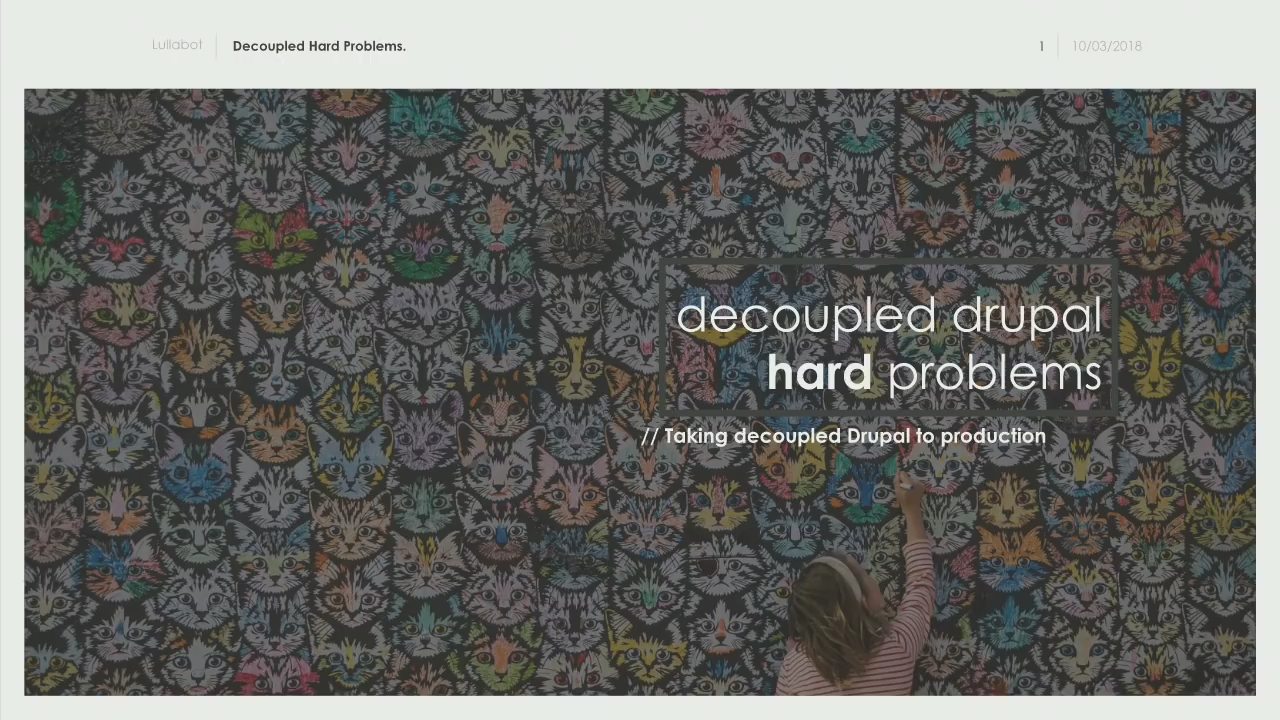 Lullabot
Decoupled Hard Problems.
1
10/03/2018
decoupled drupal
hard problems
// Taking decoupled Drupal to production